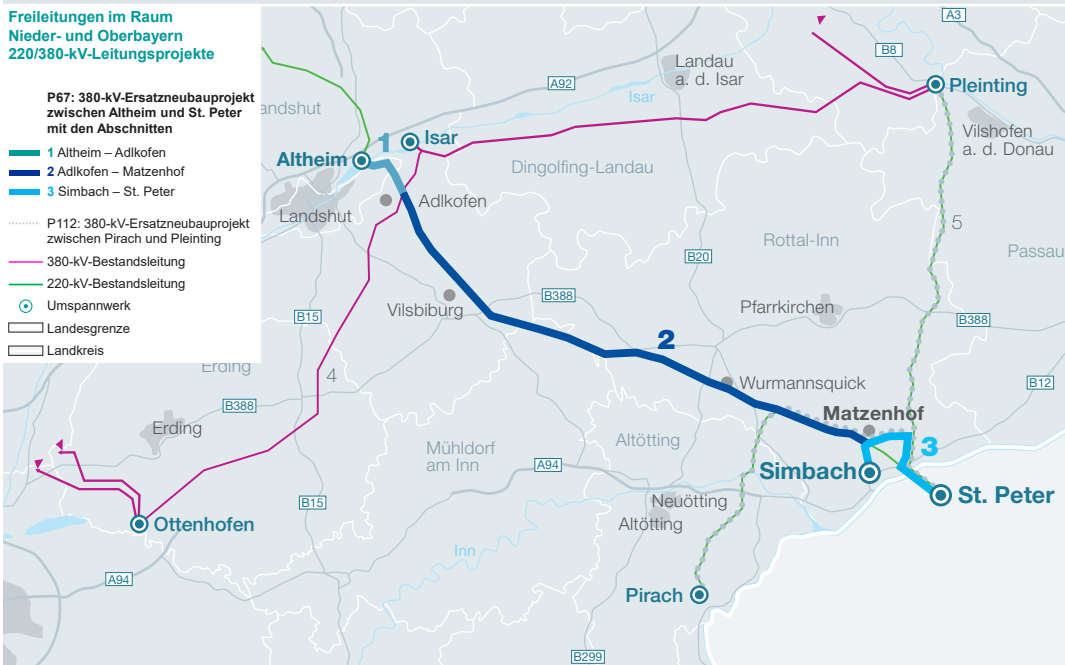 Freileitungen im Raum
Nieder- und Oberbayern
220/380-kV-Leitungsprojekte
P67: 380-kV-Ersatzneubauprojekt
zwischen Altheim und St. Peter
mit den Abschnitten
1 Altheim – Adlkofen
2 Adlkofen – Matzenhof
3 Simbach – St. Peter
P112: 380-kV-Ersatzneubauprojekt
zwischen Pirach und Pleinting
380-kV-Bestandsleitung
220-kV-Bestandsleitung
Umspannwerk
Landesgrenze
Landkreis
A3
B8
Landau
a. d. Isar
A92
Pleinting
Isar
andshut
Vilshofen
a. d. Donau
1
Isar
Altheim
Dingolfing-Landau
Adlkofen
Landshut
5
Rottal-Inn
Passau
B20
B388
Vilsbiburg
Pfarrkirchen
B15
B388
2
Erding
4
Wurmannsquick
B12
B388
Matzenhof
Erding
Mühldorf
am Inn
Altötting
3
A94
Simbach
St. Peter
B15
Neuötting
Altötting
Ottenhofen
Inn
A94
Pirach
B299